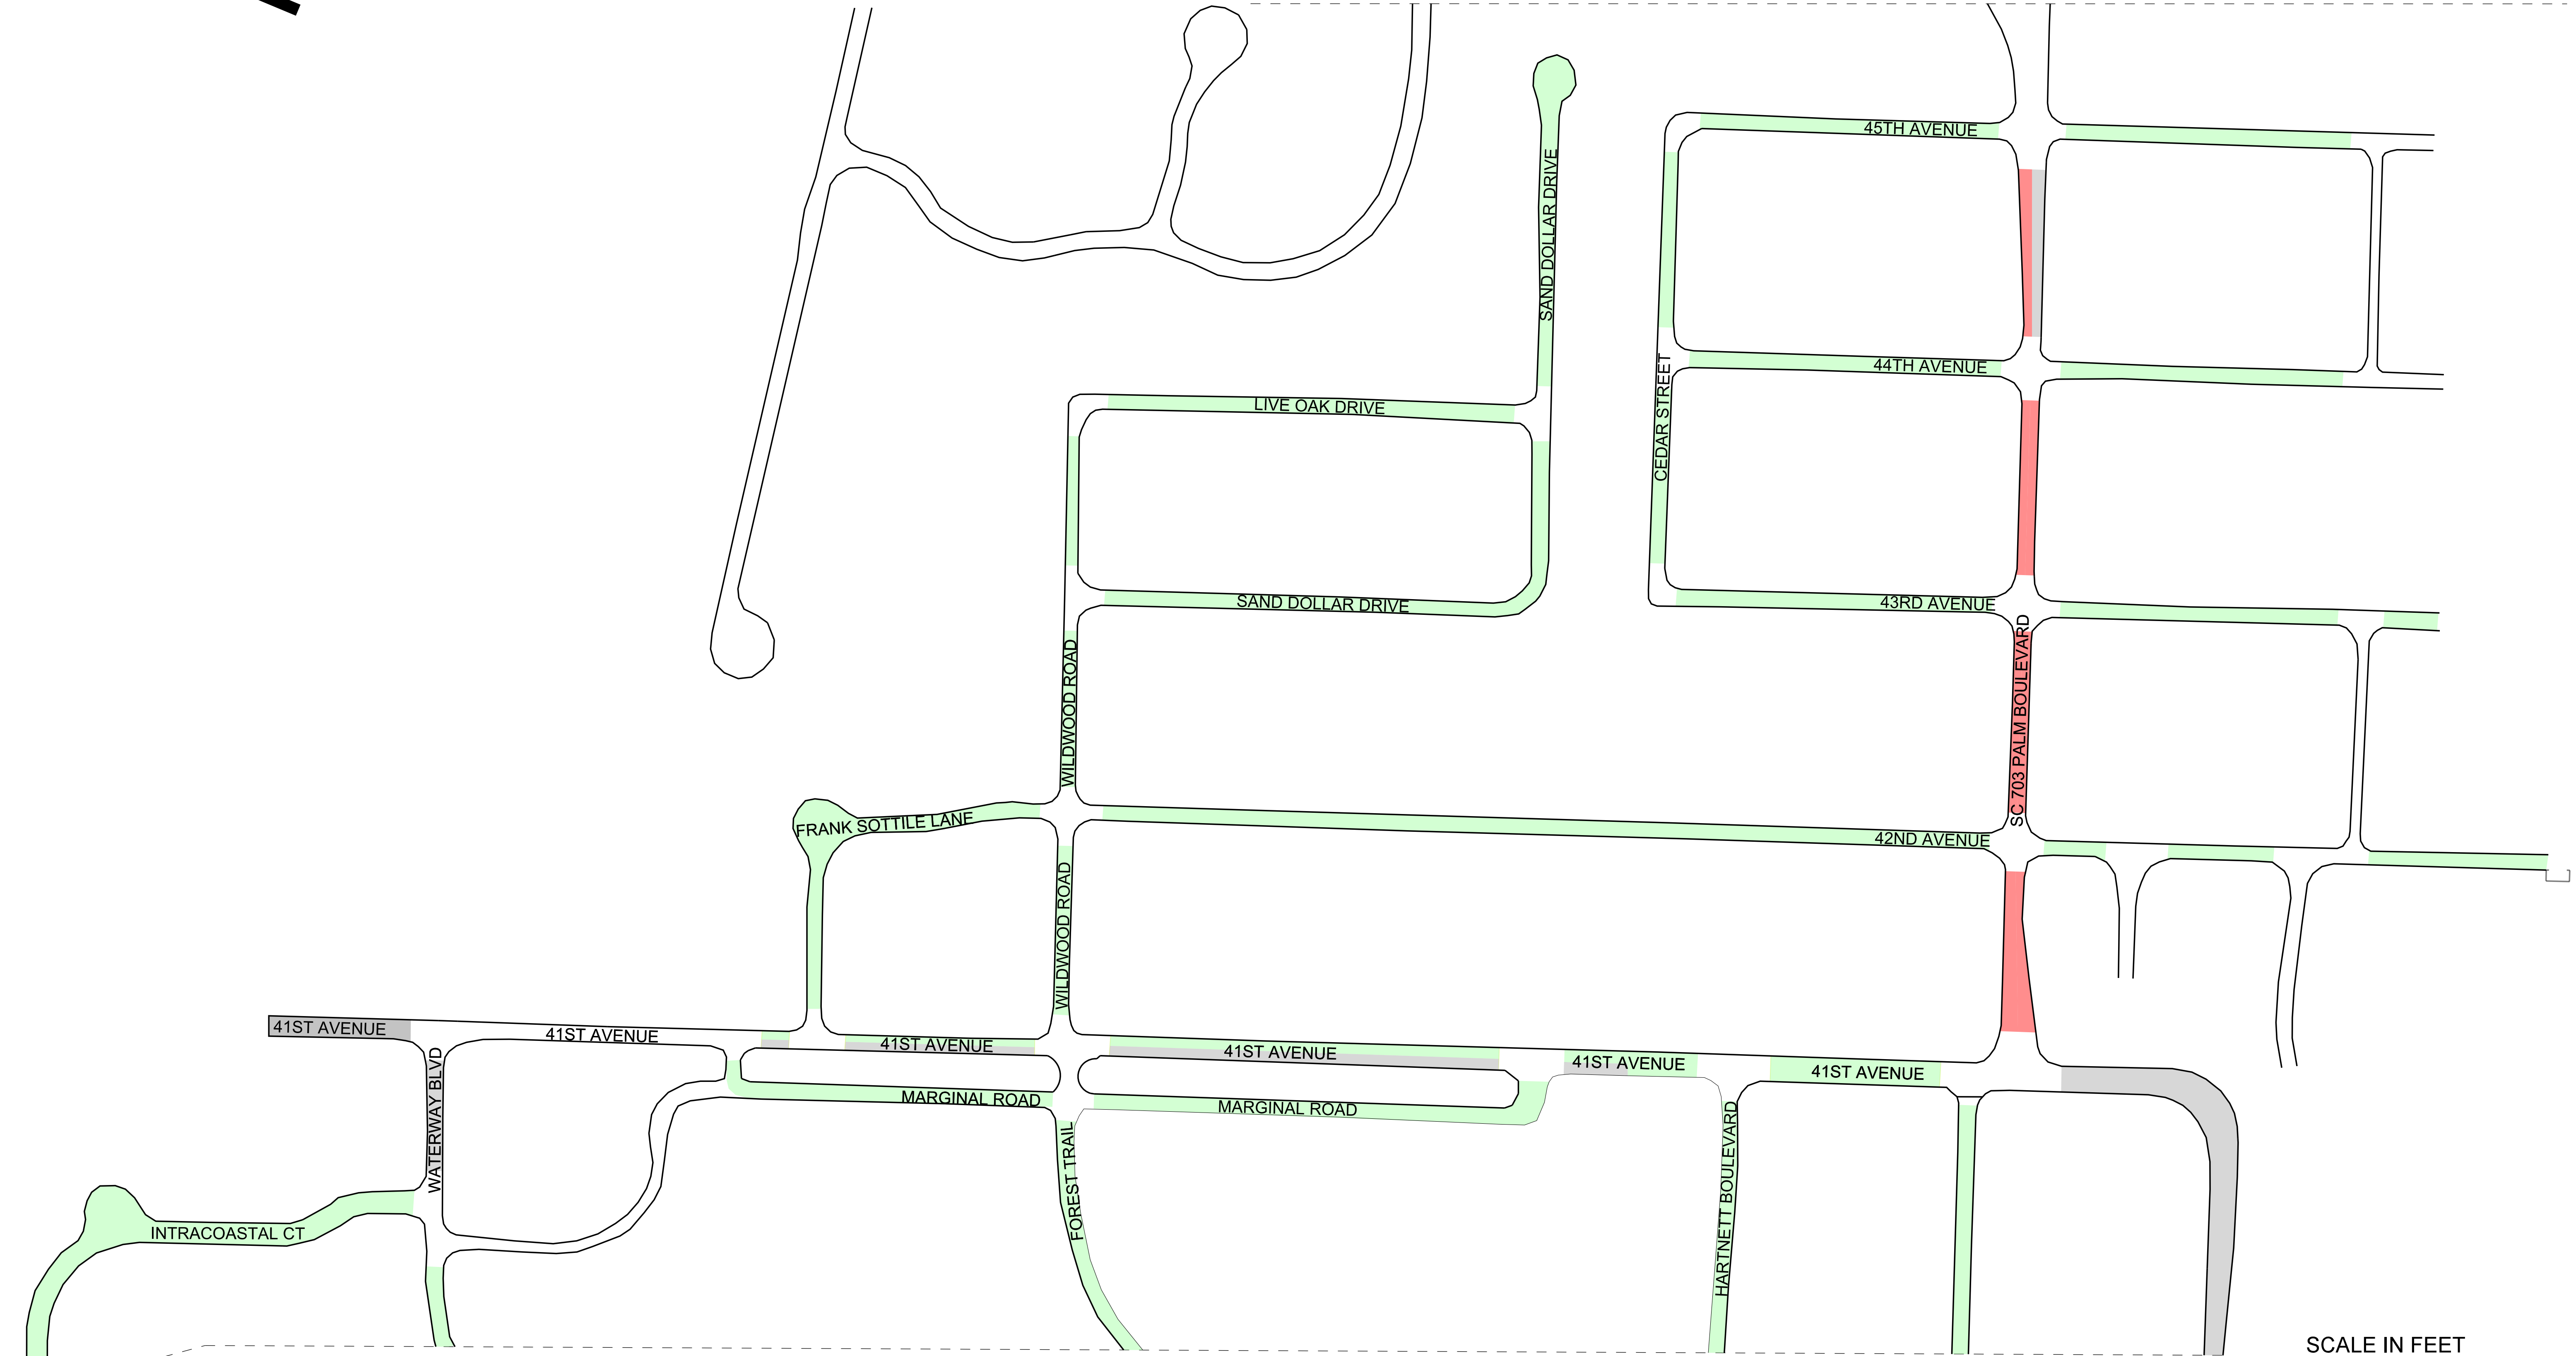 45TH AVENUE
SAND DOLLAR DRIVE
44TH AVENUE
CEDAR STREET
LIVE OAK DRIVE
SAND DOLLAR DRIVE
43RD AVENUE
SC 703 PALM BOULEVARD
WILDWOOD ROAD
FRANK SOTTILE LANE
42ND AVENUE
WILDWOOD ROAD
41ST AVENUE
41ST AVENUE
41ST AVENUE
41ST AVENUE
41ST AVENUE
41ST AVENUE
WATERWAY BLVD
MARGINAL ROAD
MARGINAL ROAD
FOREST TRAIL
HARTNETT BOULEVARD
INTRACOASTAL CT
SCALE IN FEET